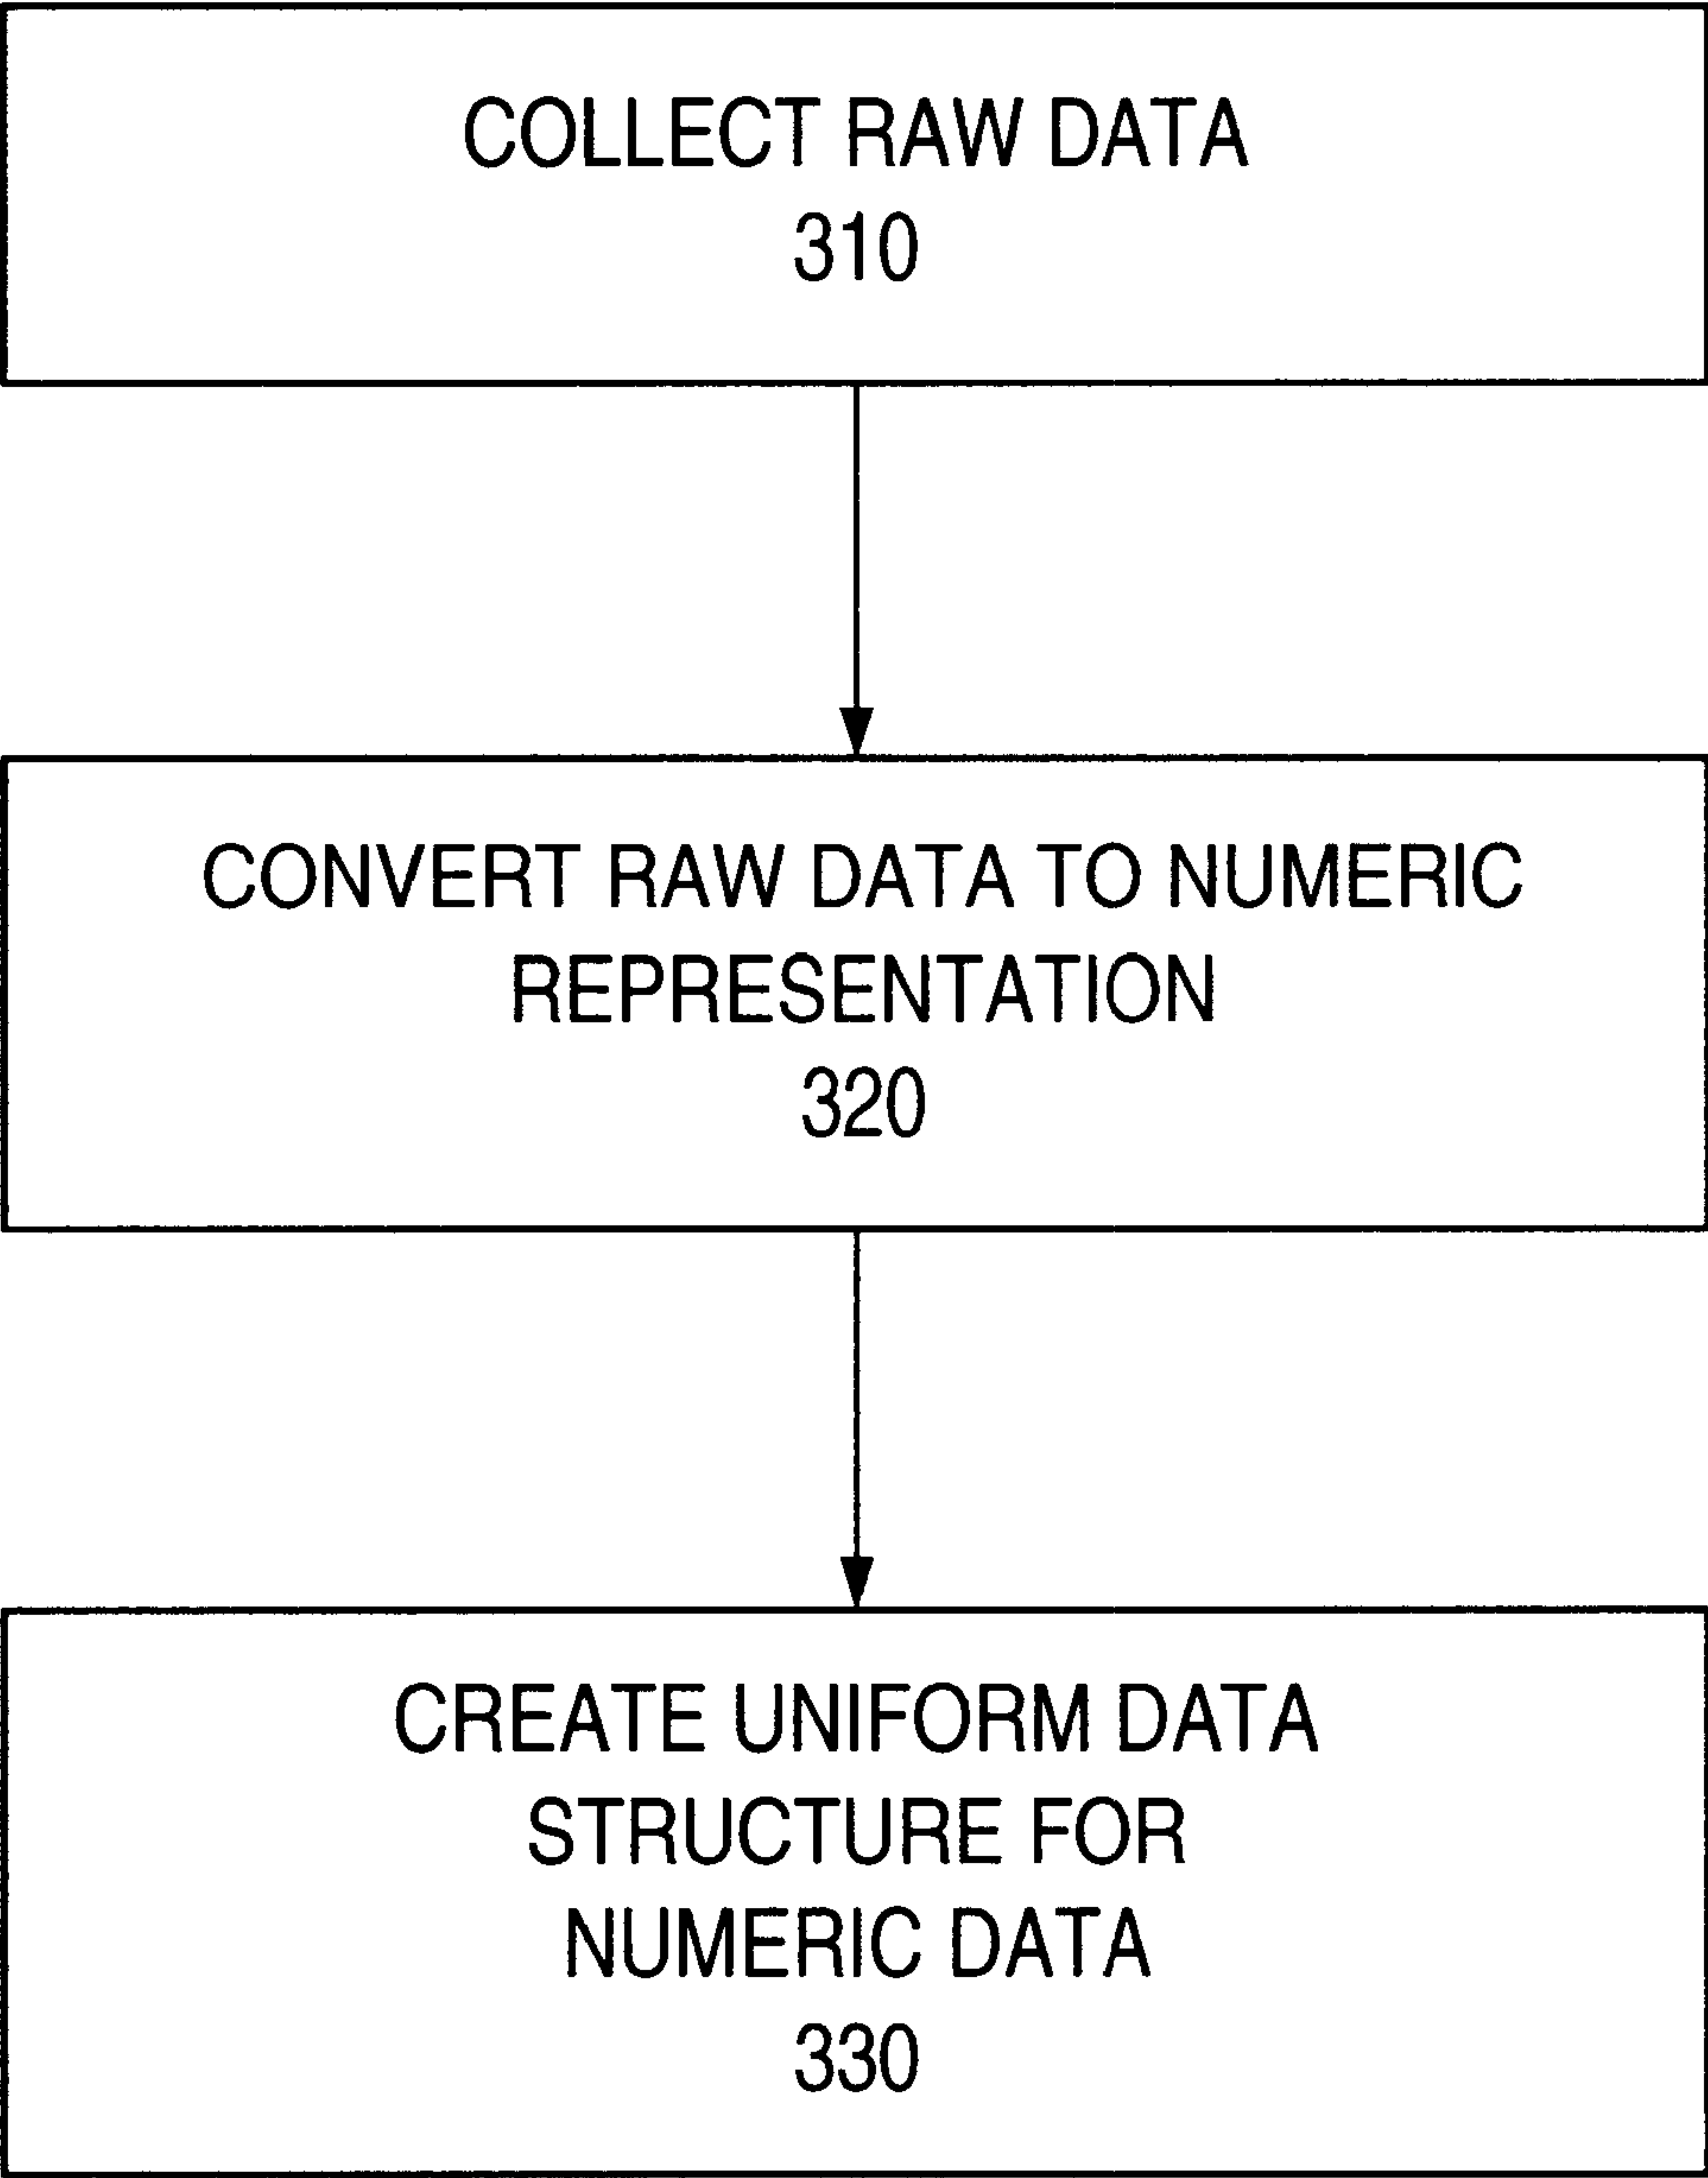 COLLECT RAW DATA
310
CONVERT RAW DATA TO NUMERIC
REPRESENTATION
320
CREATE UNIFORM DATA
STRUCTURE FOR
NUMERIC DATA
330